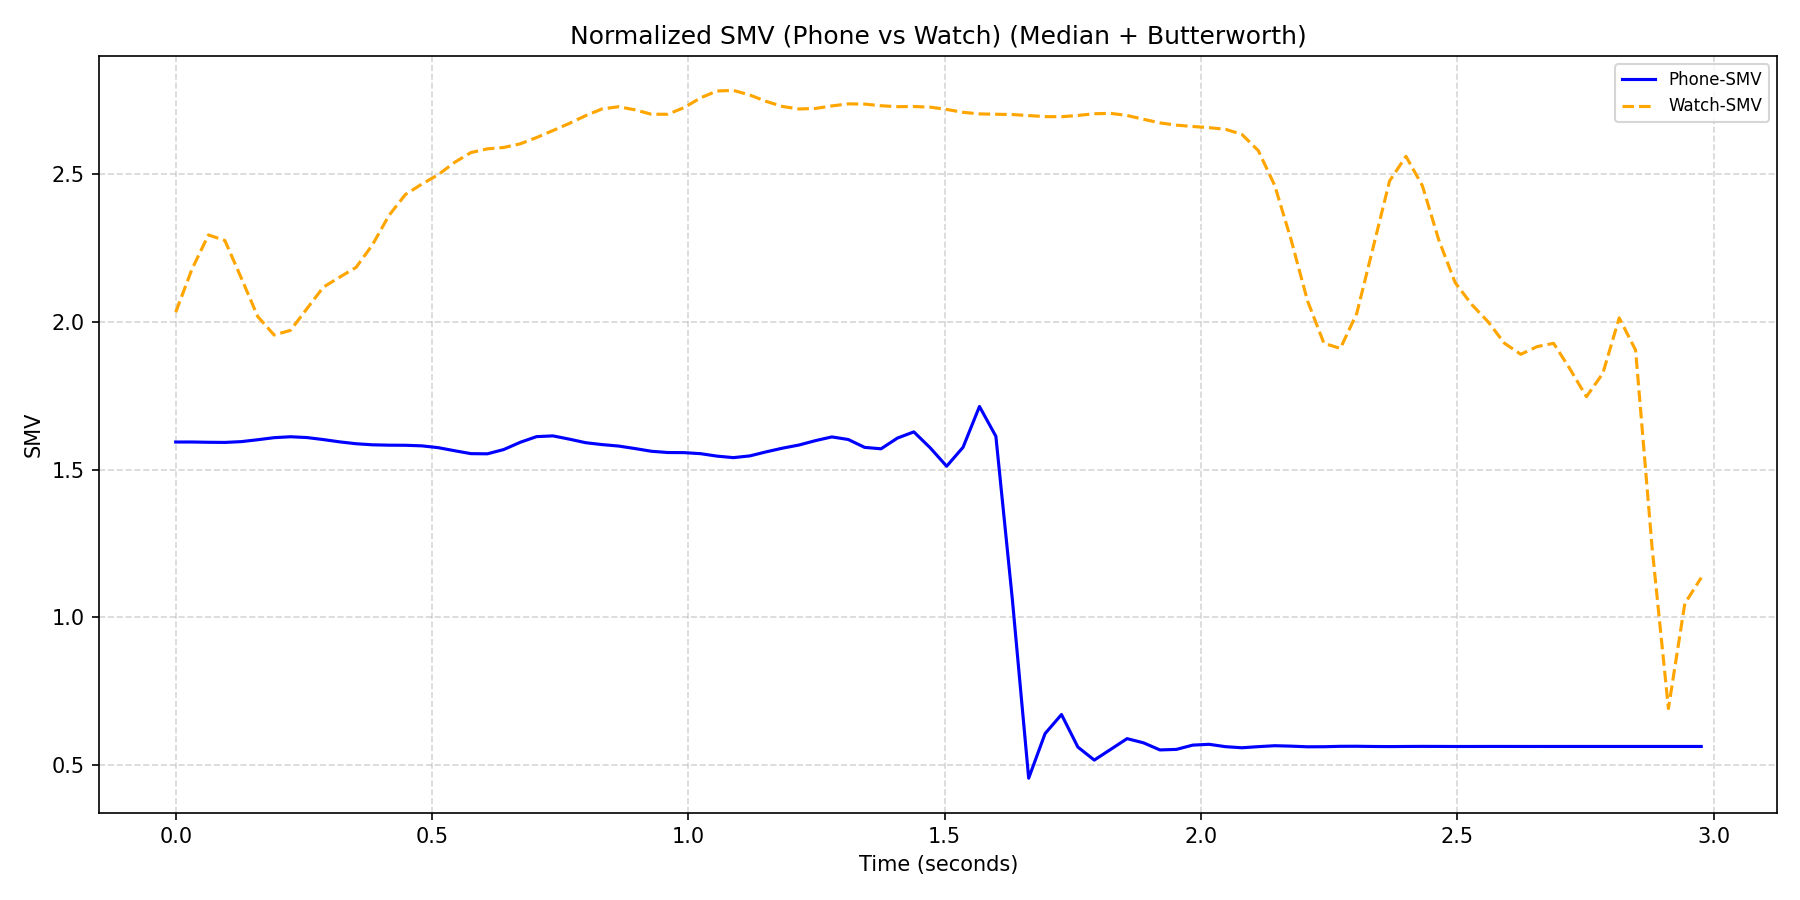 Normalized SMV (Phone vs Watch) (Median + Butterworth)
Phone-SMV
Watch-SMV
SMV
2.5
2.0
1.5
1.0
0.5
0.0 0.5 1.0 1.5 2.0 2.5 3.0
Time (seconds)